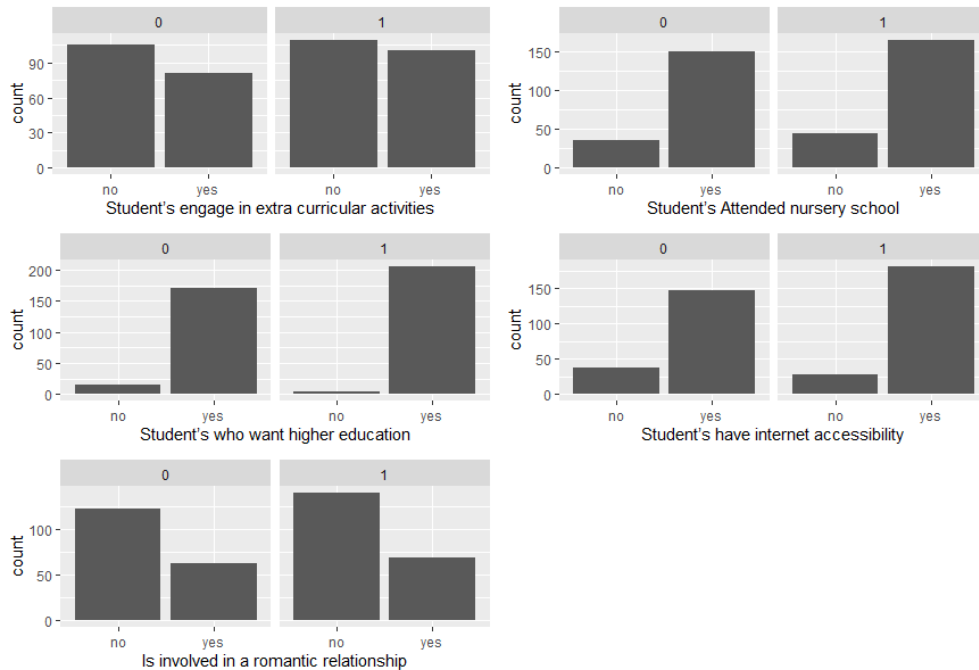 0 1
count
90
60
30
0
no yes no yes
Student's engage in extra curricular activities
0 1
count
150
100
50
0
no yes no yes
Student's Attended nursery school
0 1
count
200
150
100
50
0
no yes no yes
Student's who want higher education
0 1
count
150
100
50
0
no yes no yes
Student's have internet accessibility
0 1
count
100
50
0
no yes no yes
Is involved in a romantic relationship